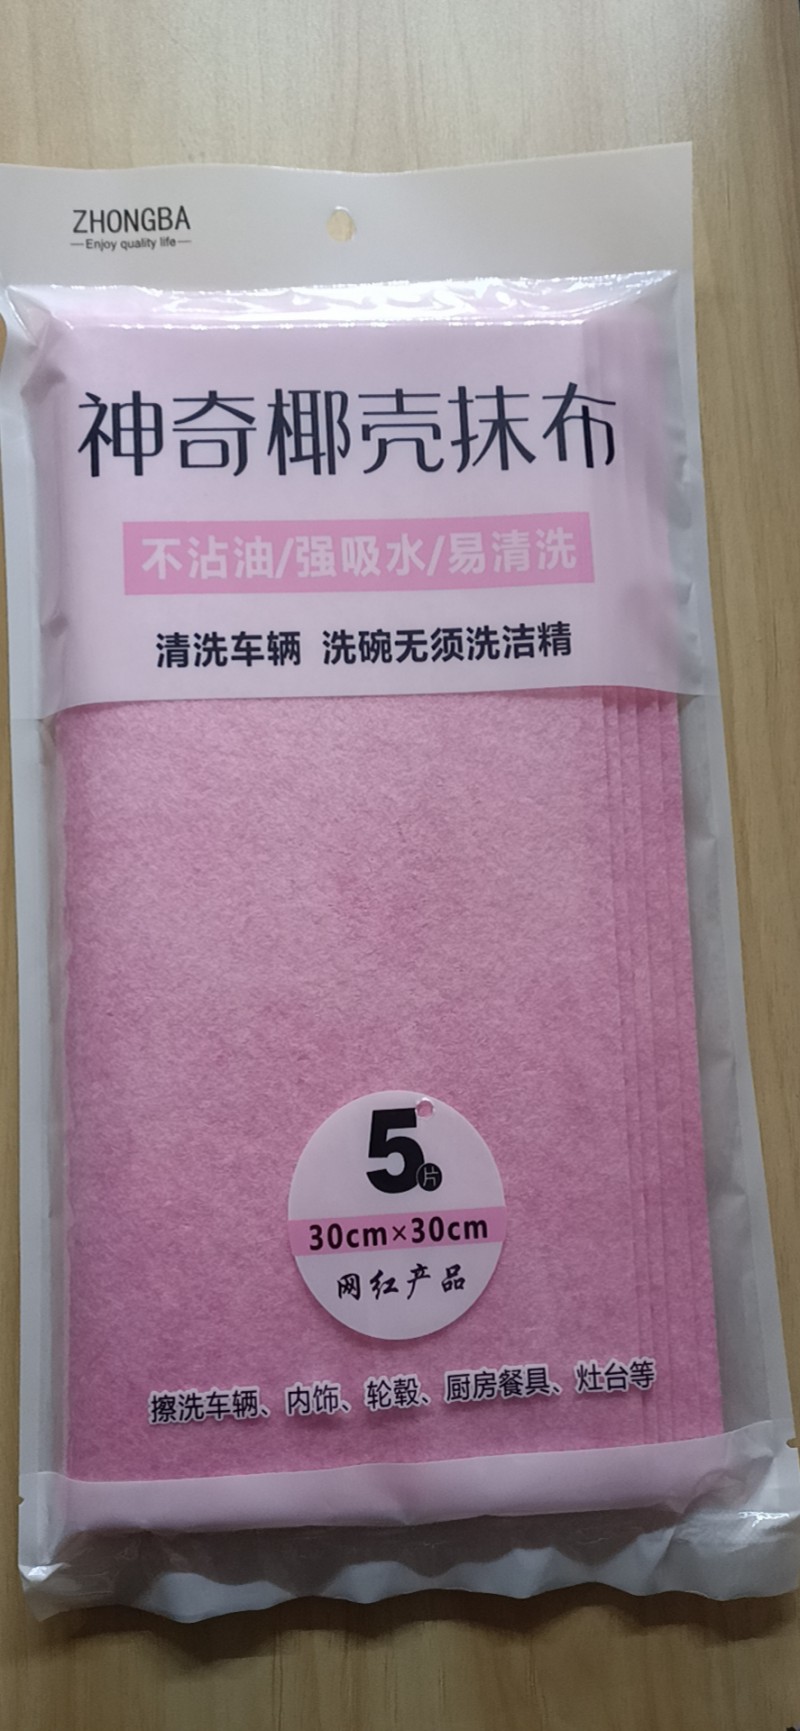 ZHONGBA
—Enjoy quality life—
神奇椰壳抹布
不沾油/强吸水/易清洗
清洗车辆 洗碗无须洗洁精
5片
30cm×30cm
网红产品
擦洗车辆、内饰、轮毂、厨房餐具、灶台等